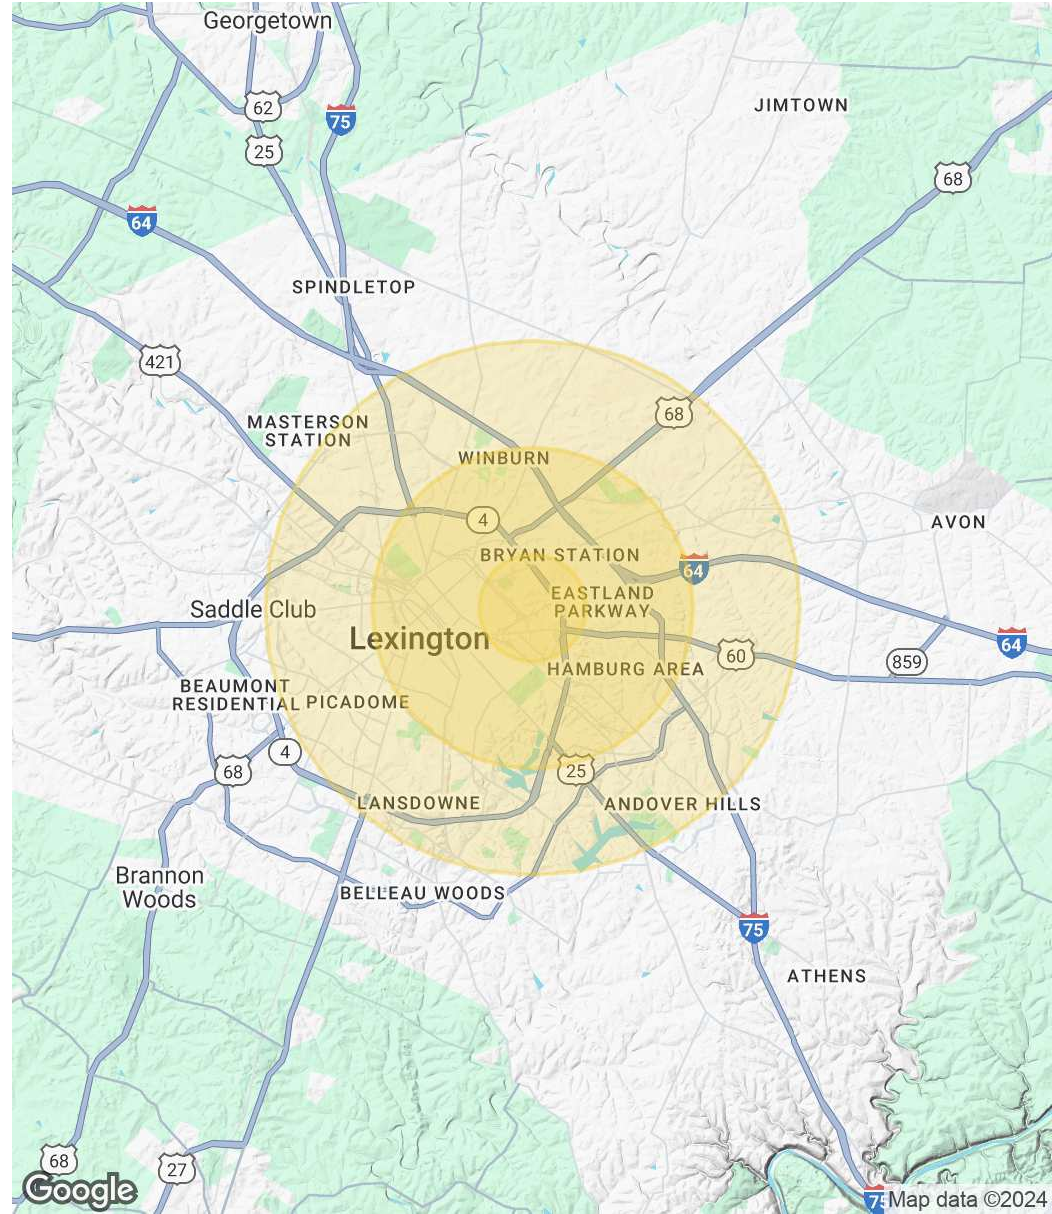 Georgetown
62
75
JIMTOWN
25
68
64
SPINDLETOP
421
68
MASTERSON
STATION
WINBURN
4
AVON
BRYAN STATION
64
EASTLAND
PARKWAY
Saddle Club
Lexington
64
60
859
HAMBURG AREA
BEAUMONT
RESIDENTIAL
PICADOME
4
68
25
LANSDOWNE
ANDOVER HILLS
Brannon
Woods
BELLEAU WOODS
75
ATHENS
68
27
Google
75
Map data ©2024